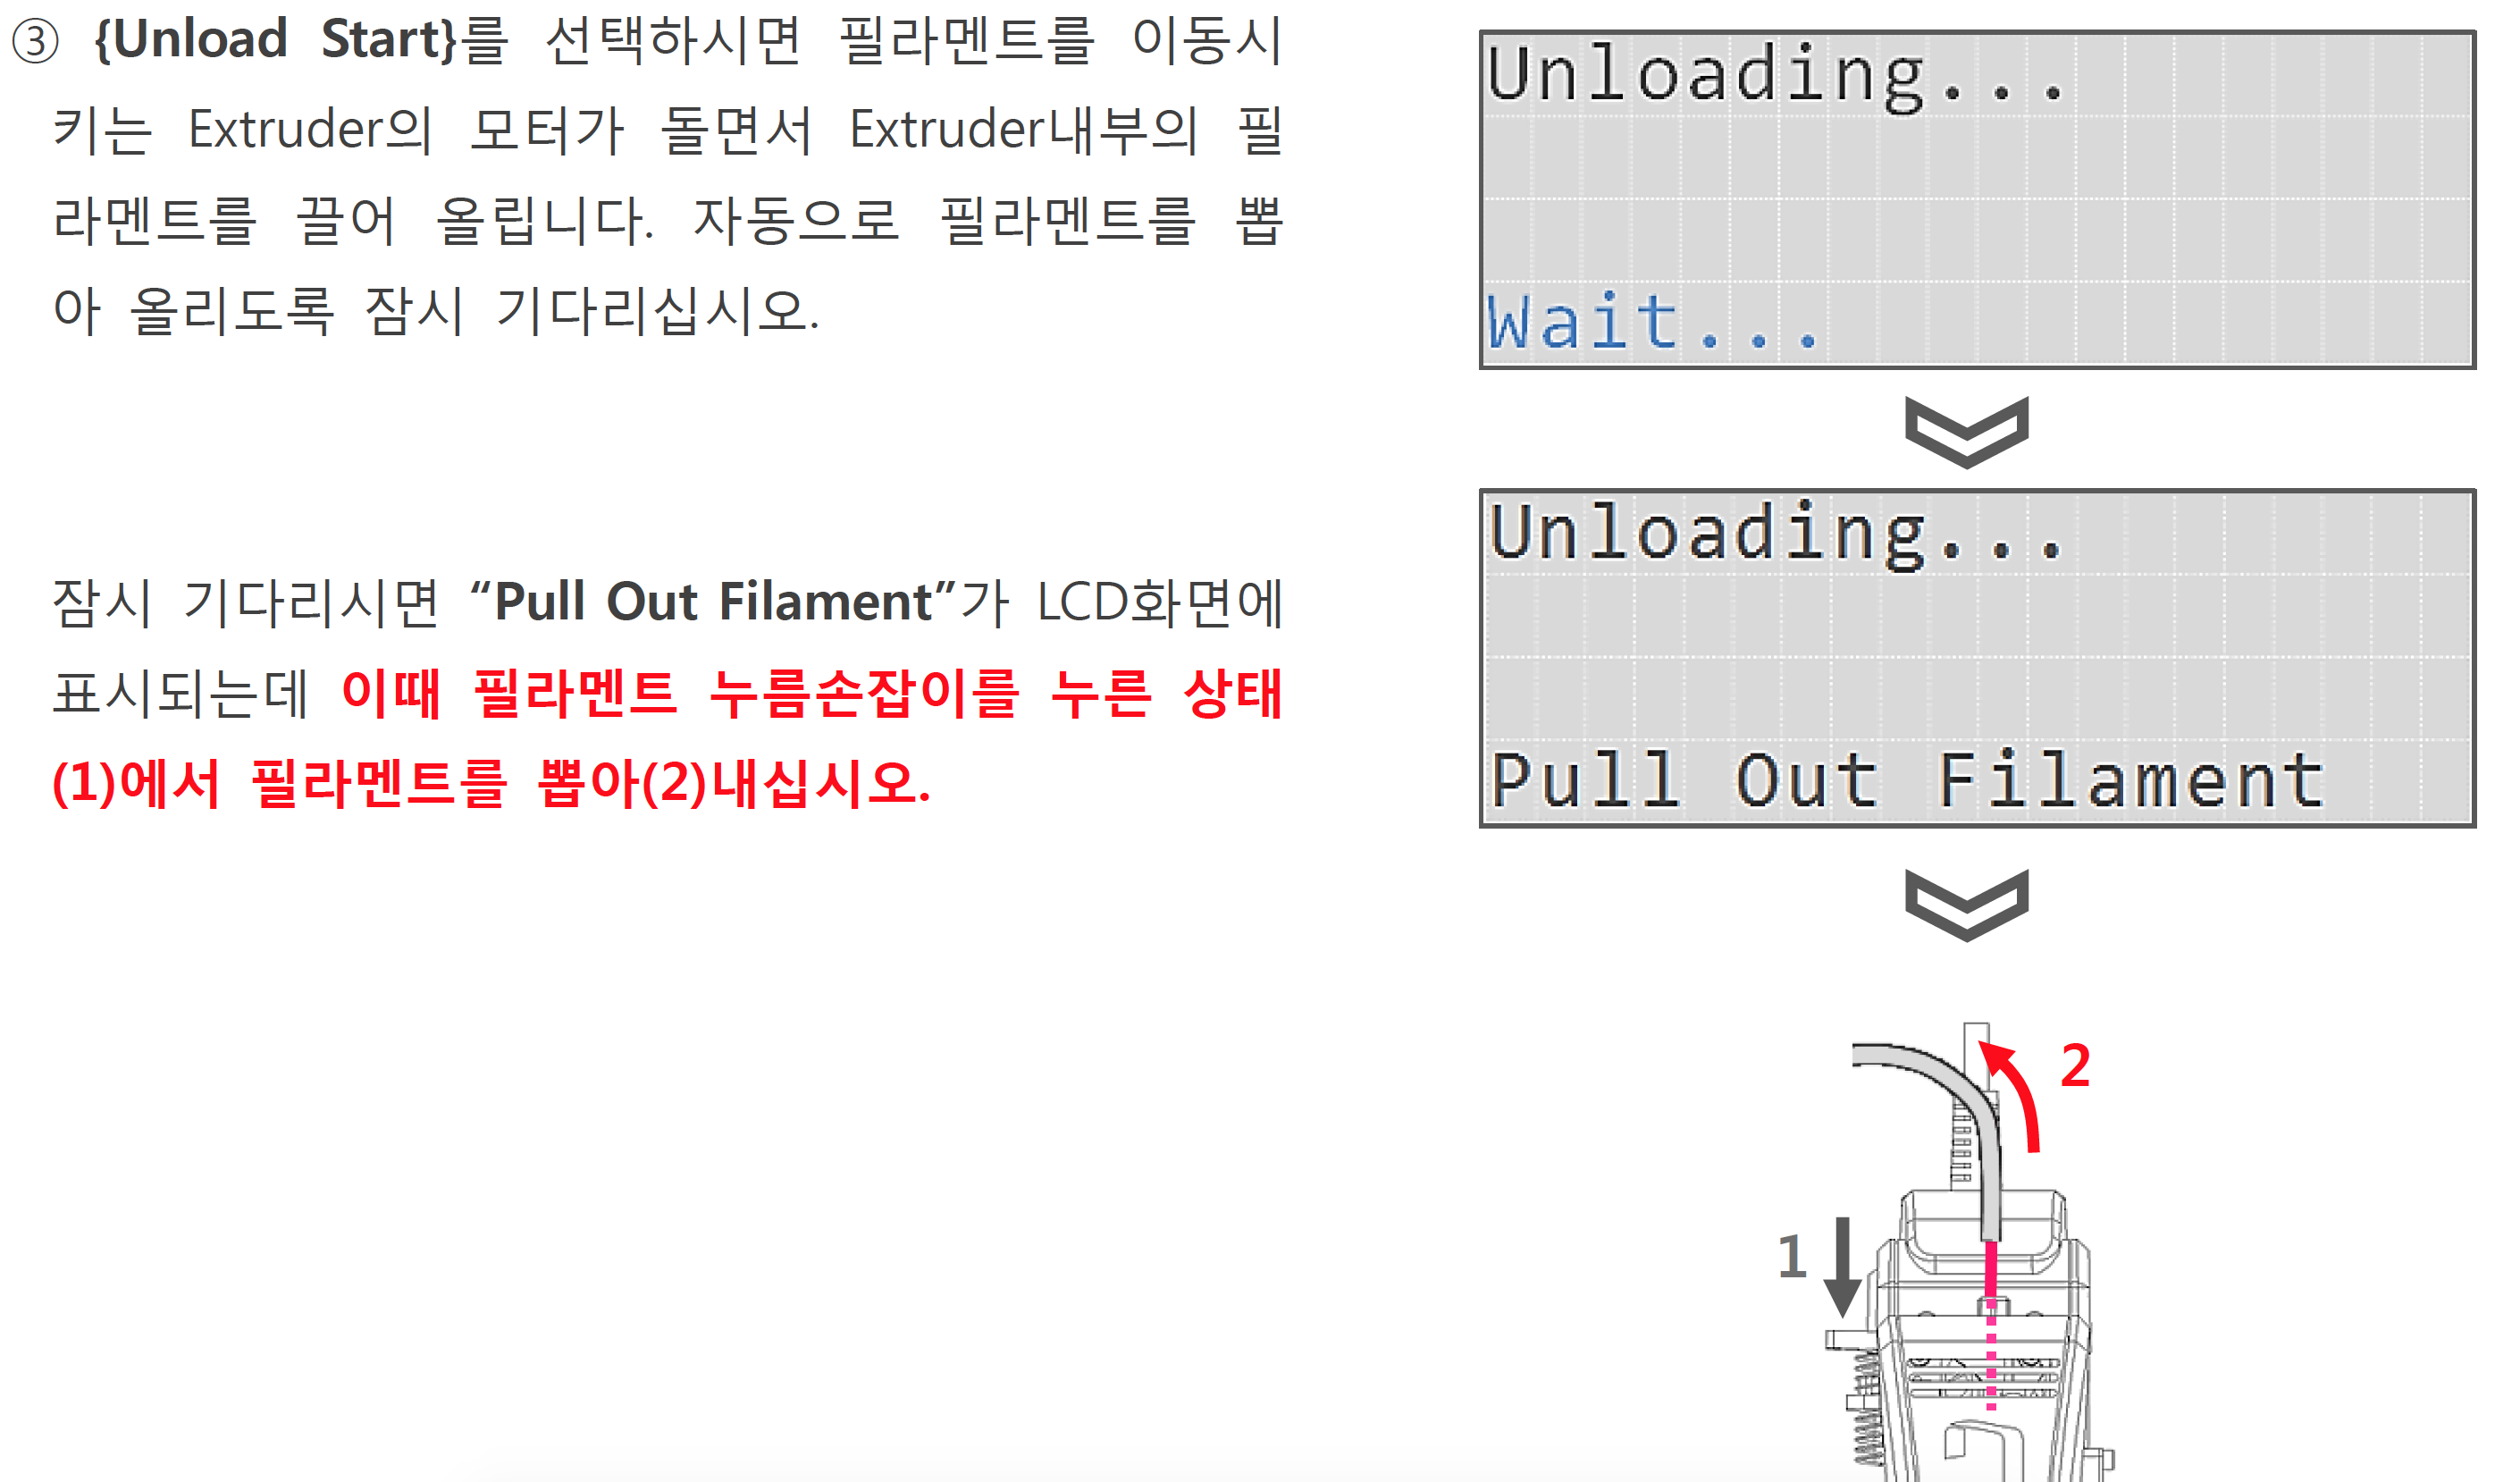 ③ {Unload Start}를 선택하시면 필라멘트를 이동시
키는 Extruder의 모터가 돌면서 Extruder내부의 필
라멘트를 끌어 올립니다. 자동으로 필라멘트를 뽑
아 올리도록 잠시 기다리십시오.
Unloading...
Wait...
잠시 기다리시면 “Pull Out Filament”가 LCD화면에
표시되는데 이때 필라멘트 누름손잡이를 누른 상태
(1)에서 필라멘트를 뽑아(2)내십시오.
Unloading...
Pull Out Filament
2
1